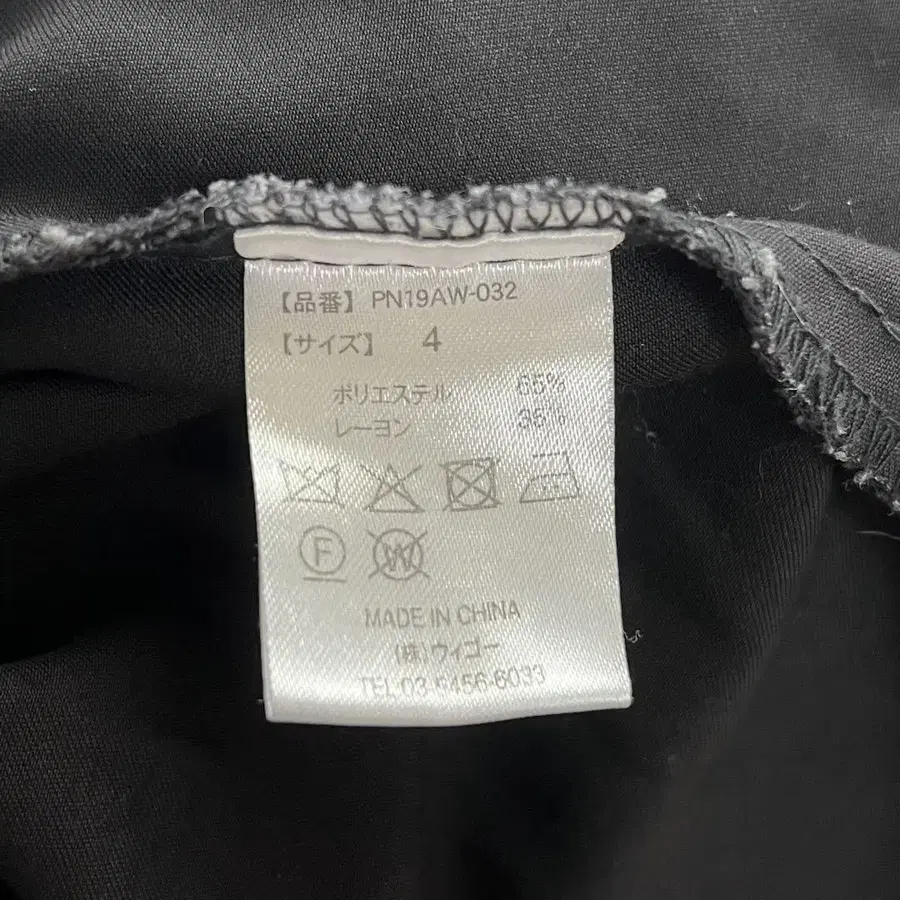 【品番】 PN19AW-032
【サイズ】 4
ポリエステル 65%
レーヨン 35%
F W
MADE IN CHINA
(株)ウィゴー
TEL 03-6456-6033